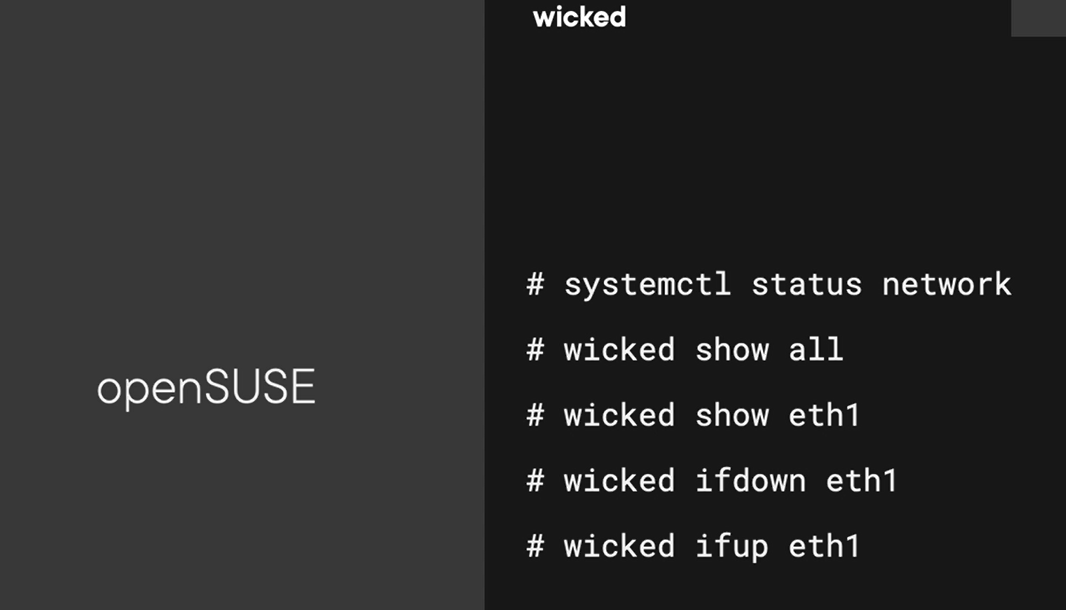 openSUSE
wicked
# systemctl status network
# wicked show all
# wicked show eth1
# wicked ifdown eth1
# wicked ifup eth1